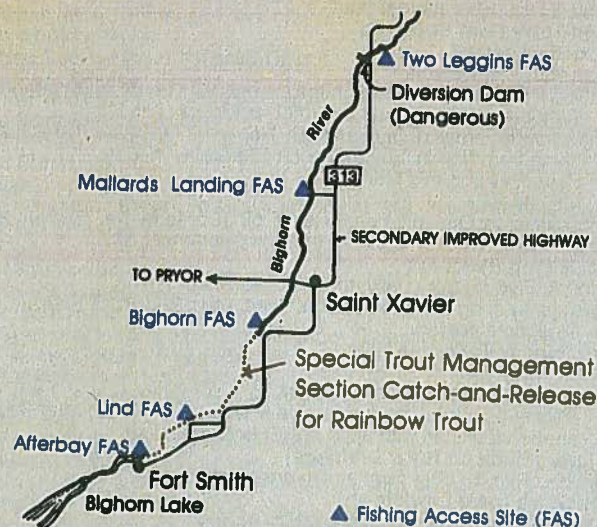 Two Leggins FAS
Diversion Dam
(Dangerous)
River
313
Mallards Landing FAS
SECONDARY IMPROVED HIGHWAY
Bighorn
TO PRYOR
Saint Xavier
Bighorn FAS
Special Trout Management
Section Catch-and-Release
for Rainbow Trout
Lind FAS
Afterbay FAS
Fort Smith
Bighorn Lake
Fishing Access Site (FAS)